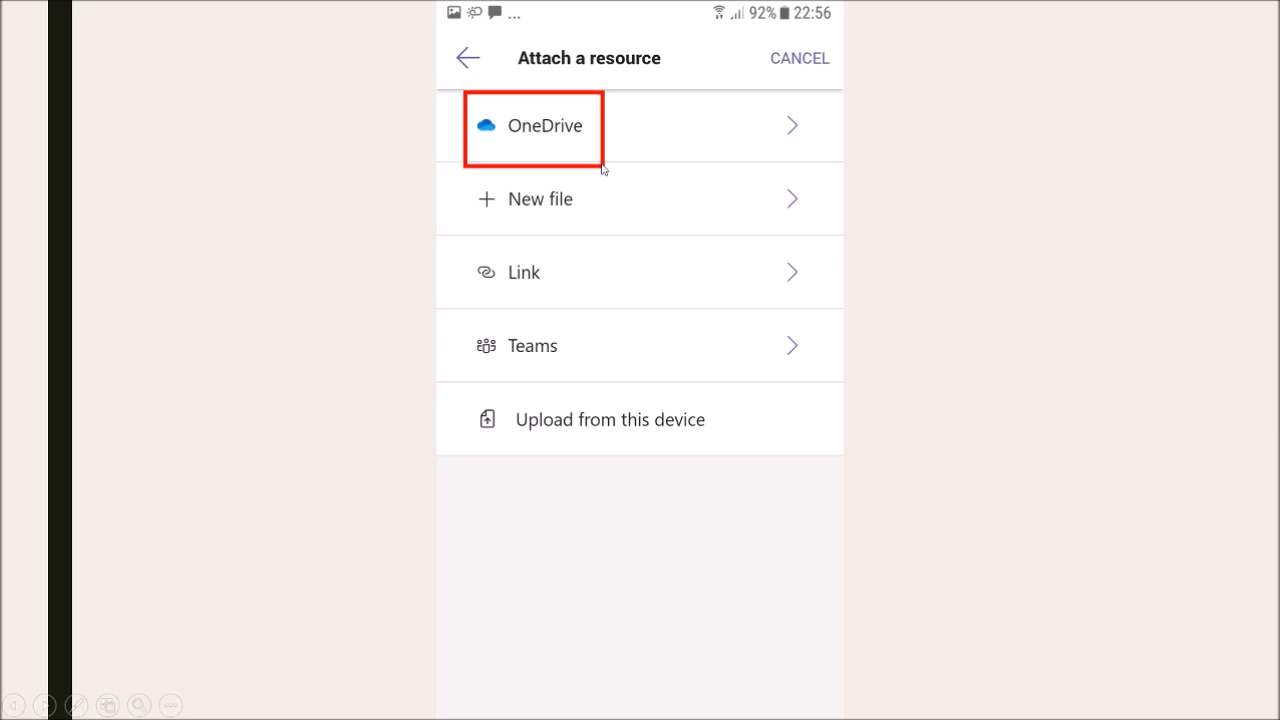 ... 92% 22:56
Attach a resource CANCEL
OneDrive
New file
Link
Teams
Upload from this device